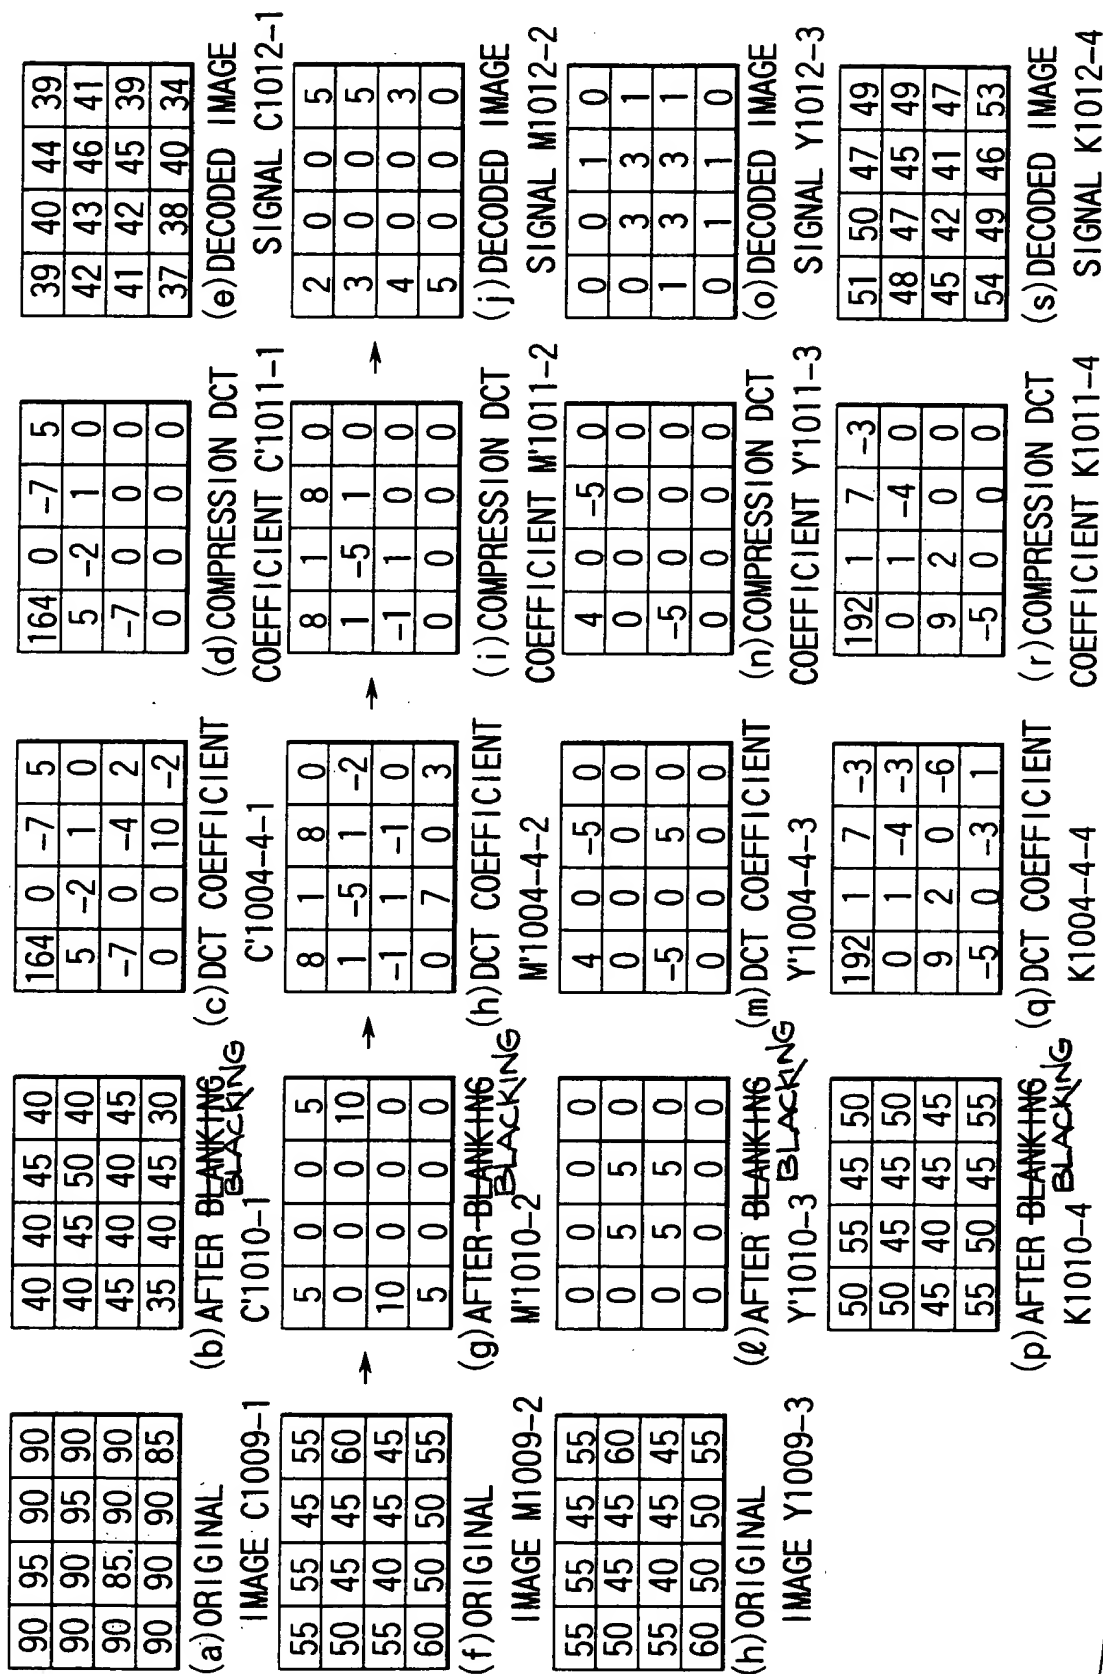 90 95 90 90
90 90 95 90
90 85 90 90
90 90 90 85
(a)ORIGINAL
IMAGE C1009-1
40 40 45 40
40 45 50 40
45 40 40 45
35 40 45 30
(b)AFTER BLANKING
BLACKING
C'1010-1
164 0 -7 5
5 -2 1 0
-7 0 -4 2
0 0 10 -2
(c)DCT COEFFICIENT
C'1004-4-1
164 0 -7 5
5 -2 1 0
-7 0 0 0
0 0 0 0
(d)COMPRESSION DCT
COEFFICIENT C'1011-1
39 40 44 39
42 43 46 41
41 42 45 39
37 38 40 34
(e)DECODED IMAGE
SIGNAL C1012-1
55 55 45 55
50 45 45 60
55 40 45 45
60 50 50 55
(f)ORIGINAL
IMAGE M1009-2
→
5 0 0 5
0 0 0 10
10 0 0 0
5 0 0 0
(g)AFTER BLANKING
BLACKING
M'1010-2
→
8 1 8 0
1 -5 1 -2
-1 1 -1 0
0 7 0 3
(h)DCT COEFFICIENT
M'1004-4-2
→
8 1 8 0
1 -5 1 0
-1 1 0 0
0 0 0 0
(i)COMPRESSION DCT
COEFFICIENT M'1011-2
→
2 0 0 5
3 0 0 5
4 0 0 3
5 0 0 0
(j)DECODED IMAGE
SIGNAL M1012-2
55 55 45 55
50 45 45 60
55 40 45 45
60 50 50 55
(h)ORIGINAL
IMAGE Y1009-3
0 0 0 0
0 5 5 0
0 5 5 0
0 0 0 0
(ℓ)AFTER BLANKING
BLACKING
Y'1010-3
4 0 -5 0
0 0 0 0
-5 0 5 0
0 0 0 0
(m)DCT COEFFICIENT
Y'1004-4-3
4 0 -5 0
0 0 0 0
-5 0 0 0
0 0 0 0
(n)COMPRESSION DCT
COEFFICIENT Y'1011-3
0 0 1 0
0 3 3 1
1 3 3 1
0 1 1 0
(o)DECODED IMAGE
SIGNAL Y1012-3
50 55 45 50
50 45 45 50
45 40 45 45
55 50 45 55
(p)AFTER BLANKING
BLACKING
K1010-4
192 1 7 -3
0 1 -4 -3
9 2 0 -6
-5 0 -3 1
(q)DCT COEFFICIENT
K1004-4-4
192 1 7 -3
0 1 -4 0
9 2 0 0
-5 0 0 0
(r)COMPRESSION DCT
COEFFICIENT K1011-4
51 50 47 49
48 47 45 49
45 42 41 47
54 49 46 53
(s)DECODED IMAGE
SIGNAL K1012-4